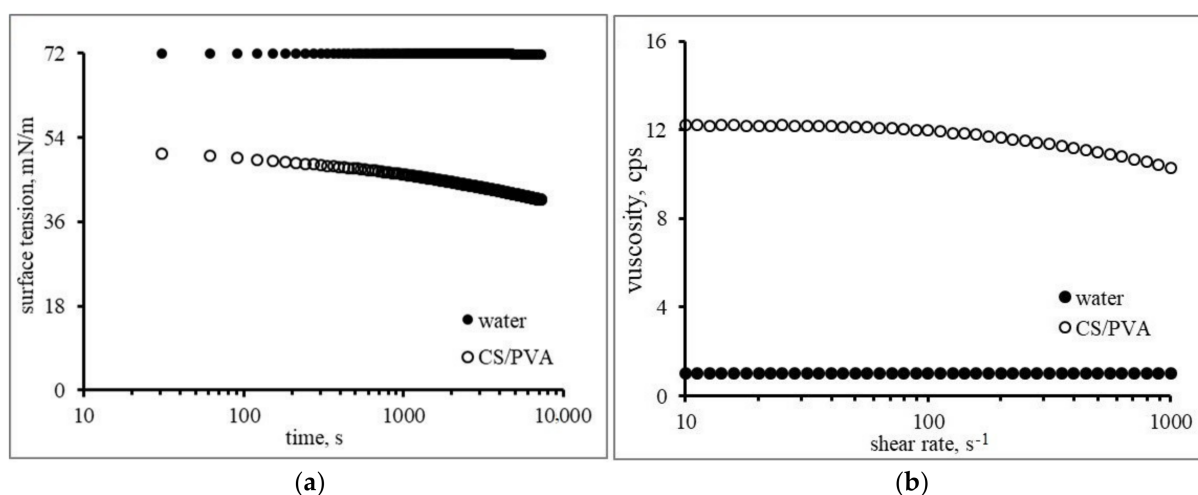 72
54
36
18
0
surface tension, mN/m
water
CS/PVA
10
100
1000
10,000
time, s
(a)
16
12
8
4
0
vuscosity, cps
water
CS/PVA
10
100
1000
shear rate, s⁻¹
(b)